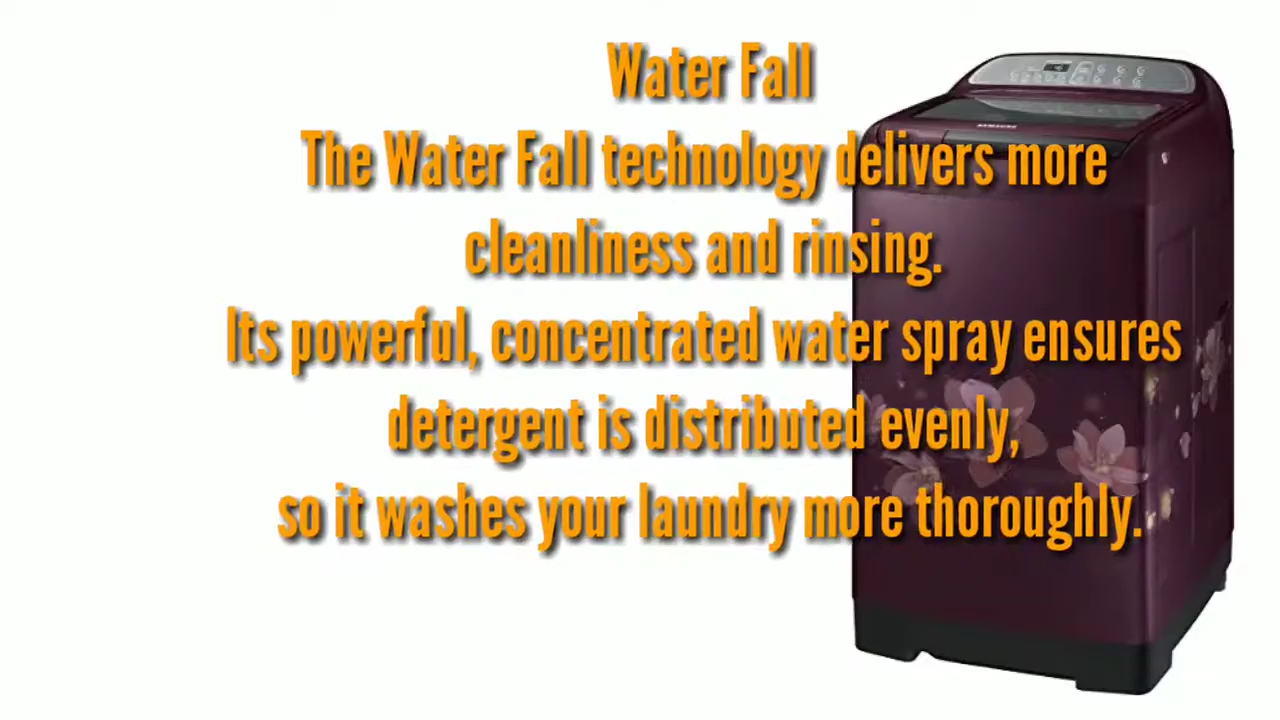 Water Fall
The Water Fall technology delivers more
cleanliness and rinsing.
Its powerful, concentrated water spray ensures
detergent is distributed evenly,
so it washes your laundry more thoroughly.
SAMSUNG